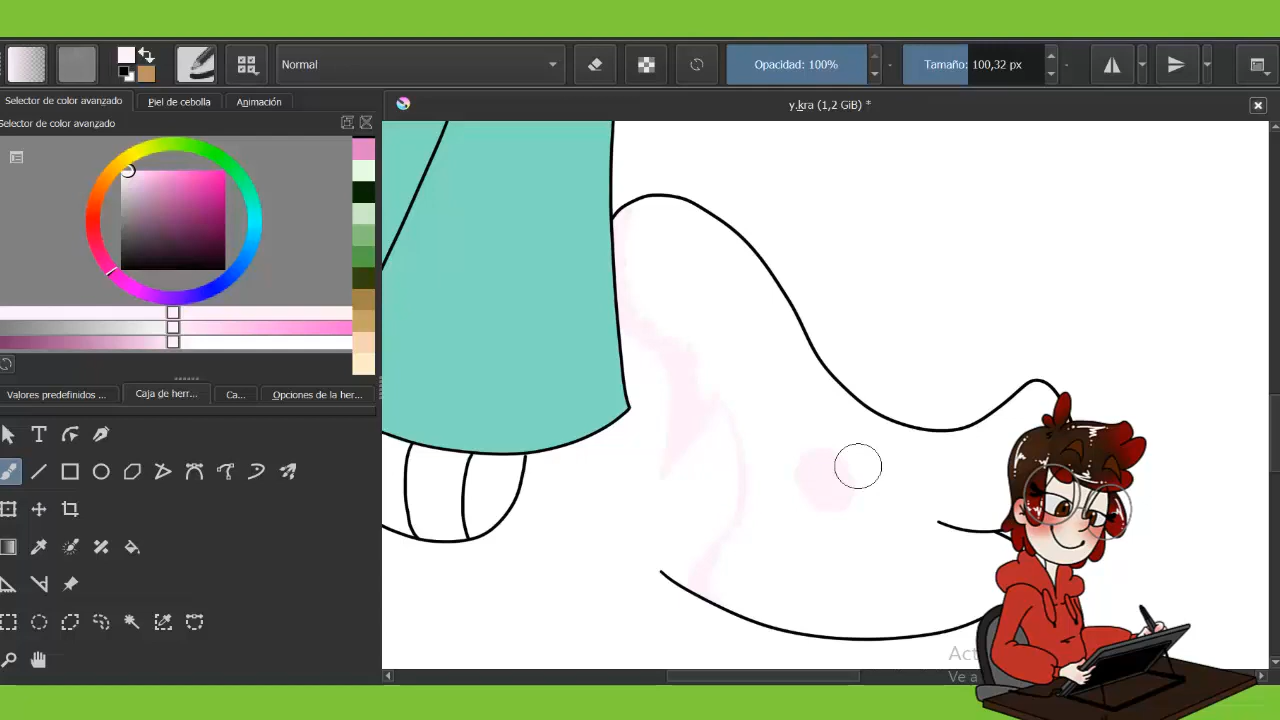 Normal
Opacidad: 100%
Tamaño: 100,32 px
Selector de color avanzado
Piel de cebolla
Animación
y.kra (1,2 GiB) *
Selector de color avanzado
Valores predefinidos ...
Caja de herr...
Ca...
Opciones de la her...
T
Act
Ve a